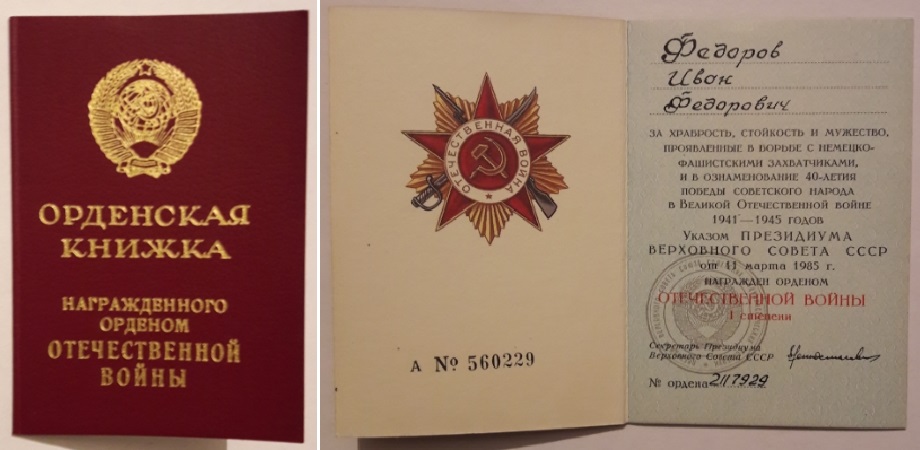 ОРДЕНСКАЯ
КНИЖКА
НАГРАЖДЕННОГО
ОРДЕНОМ
ОТЕЧЕСТВЕННОЙ
ВОЙНЫ
ОТЕЧЕСТВЕННАЯ ВОЙНА
А № 560229
Федоров
Иван
Федорович
ЗА ХРАБРОСТЬ, СТОЙКОСТЬ И МУЖЕСТВО,
ПРОЯВЛЕННЫЕ В БОРЬБЕ С НЕМЕЦКО-
ФАШИСТСКИМИ ЗАХВАТЧИКАМИ,
И В ОЗНАМЕНОВАНИЕ 40-ЛЕТИЯ
ПОБЕДЫ СОВЕТСКОГО НАРОДА
В ВЕЛИКОЙ ОТЕЧЕСТВЕННОЙ ВОЙНЕ
1941—1945 ГОДОВ
УКАЗОМ ПРЕЗИДИУМА
ВЕРХОВНОГО СОВЕТА СССР
от 11 марта 1985 г.
НАГРАЖДЕН ОРДЕНОМ
ОТЕЧЕСТВЕННОЙ ВОЙНЫ
I степени
Секретарь Президиума
Верховного Совета СССР
№ ордена 2117929